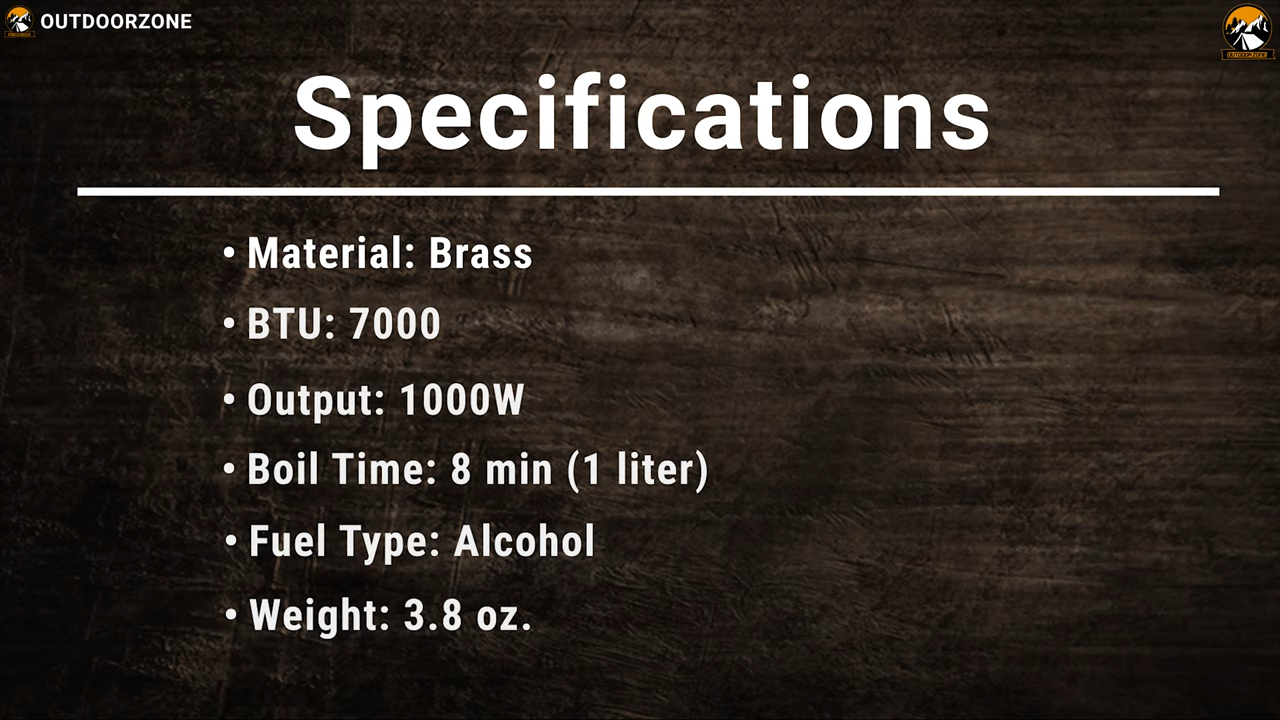 OUTDOORZONE
OUTDOORZONE
Specifications
• Material: Brass
• BTU: 7000
• Output: 1000W
• Boil Time: 8 min (1 liter)
• Fuel Type: Alcohol
• Weight: 3.8 oz.